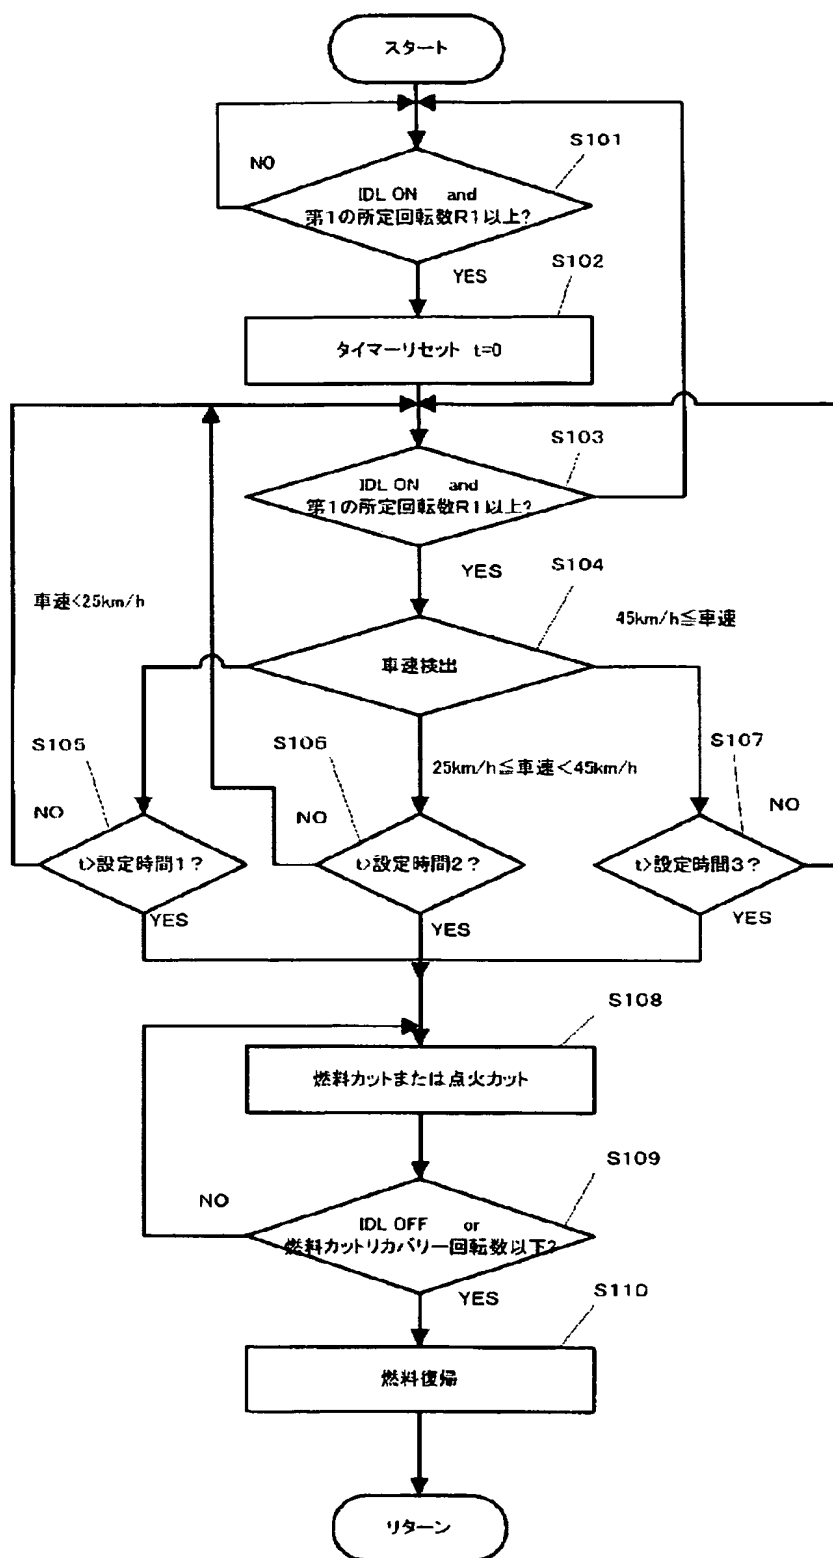 スタート
S101
NO
IDL ON and
第1の所定回転数R1以上?
YES
S102
タイマーリセット t=0
S103
IDL ON and
第1の所定回転数R1以上?
YES
S104
車速<25km/h
45km/h≦車速
車速検出
S105
S106
S107
25km/h≦車速<45km/h
NO
NO
NO
t>設定時間1?
t>設定時間2?
t>設定時間3?
YES
YES
YES
S108
燃料カットまたは点火カット
S109
NO
IDL OFF or
燃料カットリカバリー回転数以下?
YES
S110
燃料復帰
リターン